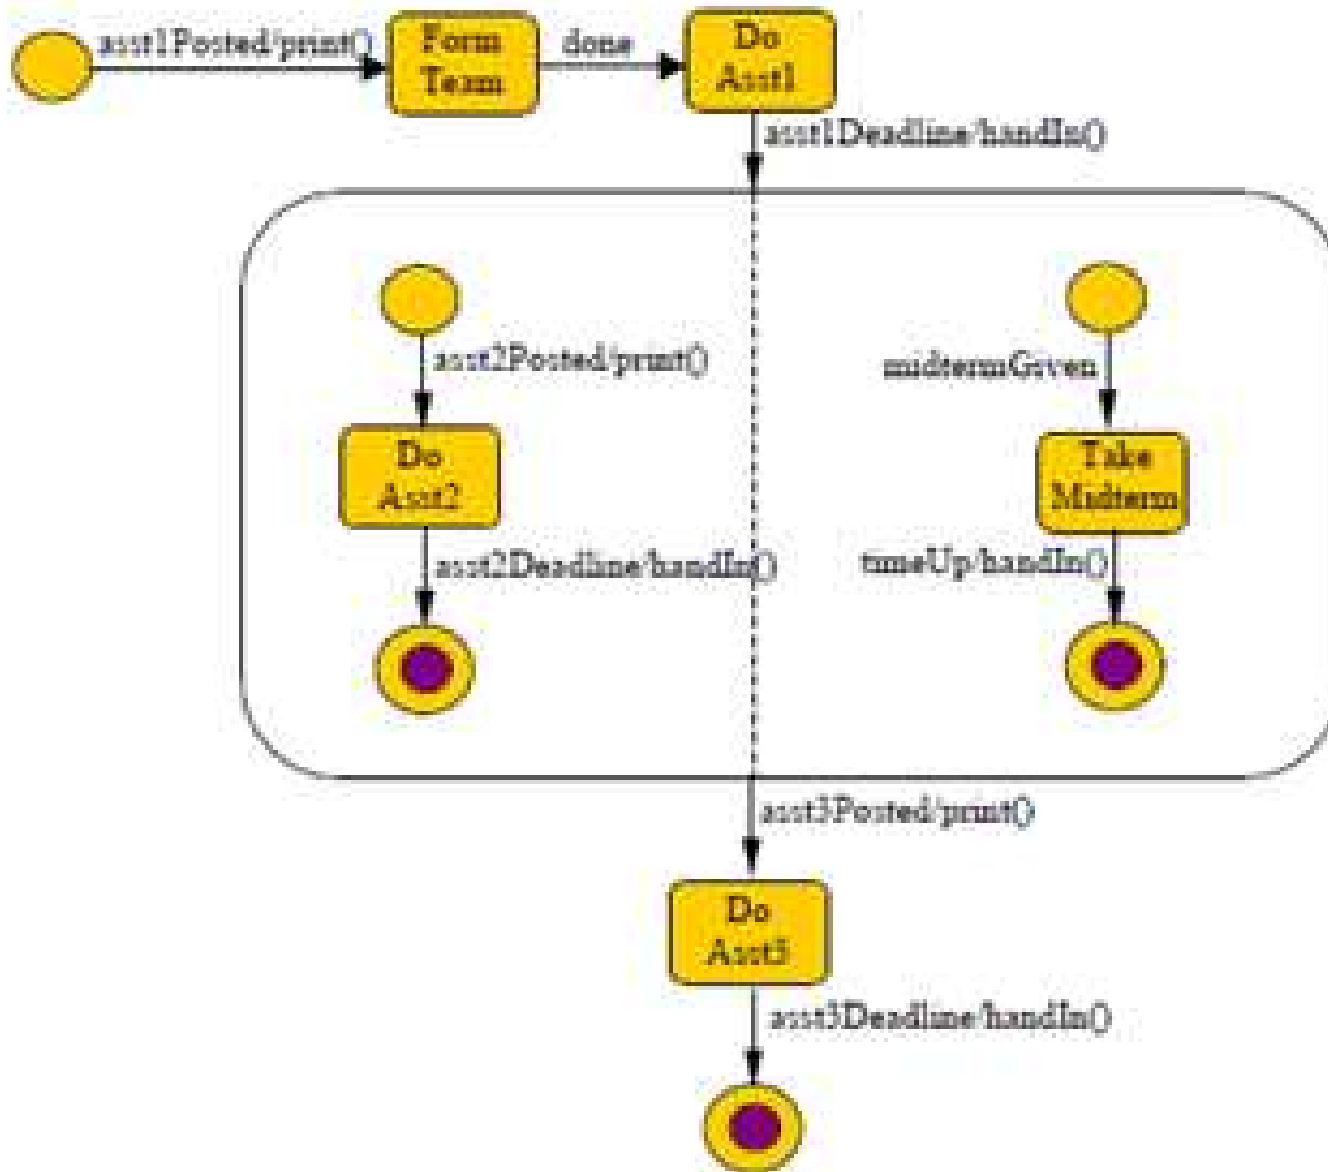 asst1Posted/print()
Form
Team
done
Do
Asst1
asst1Deadline/handIn()
asst2Posted/print()
midtermGiven
Do
Asst2
Take
Midterm
asst2Deadline/handIn()
timeUp/handIn()
asst3Posted/print()
Do
Asst3
asst3Deadline/handIn()